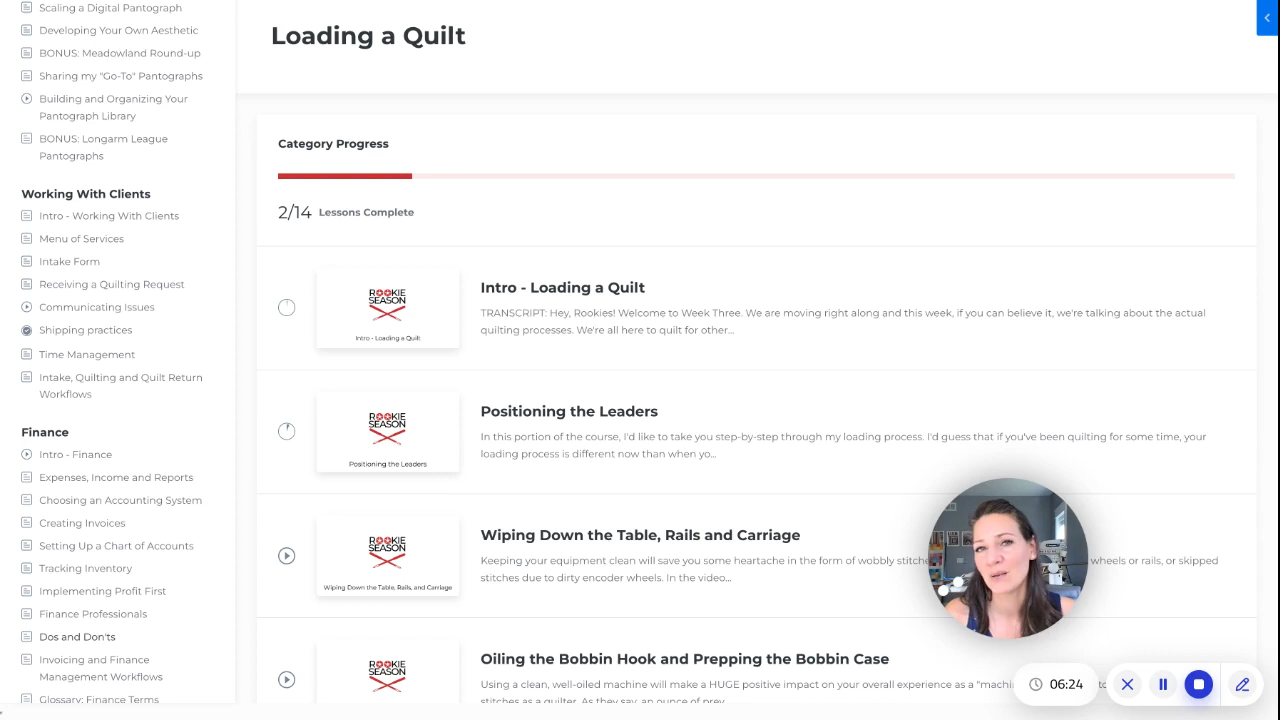 Scaling a Digital Pantograph
Developing Your Own Aesthetic
BONUS: Meadowland Round-up
Sharing my "Go-To" Pantographs
Building and Organizing Your
Pantograph Library
BONUS: Longarm League
Pantographs
Working With Clients
Intro - Working With Clients
Menu of Services
Intake Form
Receiving a Quilting Request
Communicating Issues
Shipping practices
Time Management
Intake, Quilting and Quilt Return
Workflows
Finance
Intro - Finance
Expenses, Income and Reports
Choosing an Accounting System
Creating Invoices
Setting Up a Chart of Accounts
Tracking Inventory
Implementing Profit First
Finance Professionals
Dos and Don'ts
Invoicing and Finance
Management Workflows
Glossary: Finance Terms
Loading a Quilt
Category Progress
2/14 Lessons Complete
ROOKIE
SEASON
Intro - Loading a Quilt
Intro - Loading a Quilt
TRANSCRIPT: Hey, Rookies! Welcome to Week Three. We are moving right along and this week, if you can believe it, we're talking about the actual
quilting processes. We're all here to quilt for other...
ROOKIE
SEASON
Positioning the Leaders
Positioning the Leaders
In this portion of the course, I'd like to take you step-by-step through my loading process. I'd guess that if you've been quilting for some time, your
loading process is different now than when yo...
ROOKIE
SEASON
Wiping Down the Table, Rails, and Carriage
Wiping Down the Table, Rails and Carriage
Keeping your equipment clean will save you some heartache in the form of wobbly stitche wheels or rails, or skipped
stitches due to dirty encoder wheels. In the video...
ROOKIE
SEASON
Oiling the Bobbin Hook and Prepping the Bobbin Case
Using a clean, well-oiled machine will make a HUGE positive impact on your overall experience as a "machi
stitches as a quilter. As they say, an ounce of prev
06:24